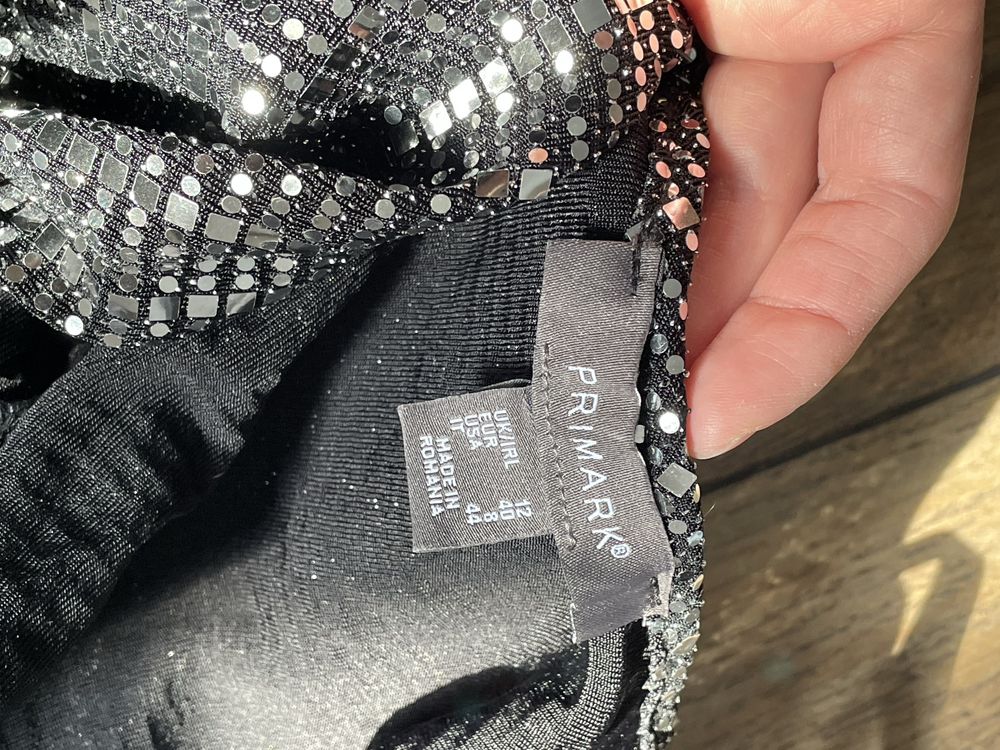 PRIMARK®
UK/IRL 12
EUR 40
USA 8
IT 44
MADE IN
ROMANIA